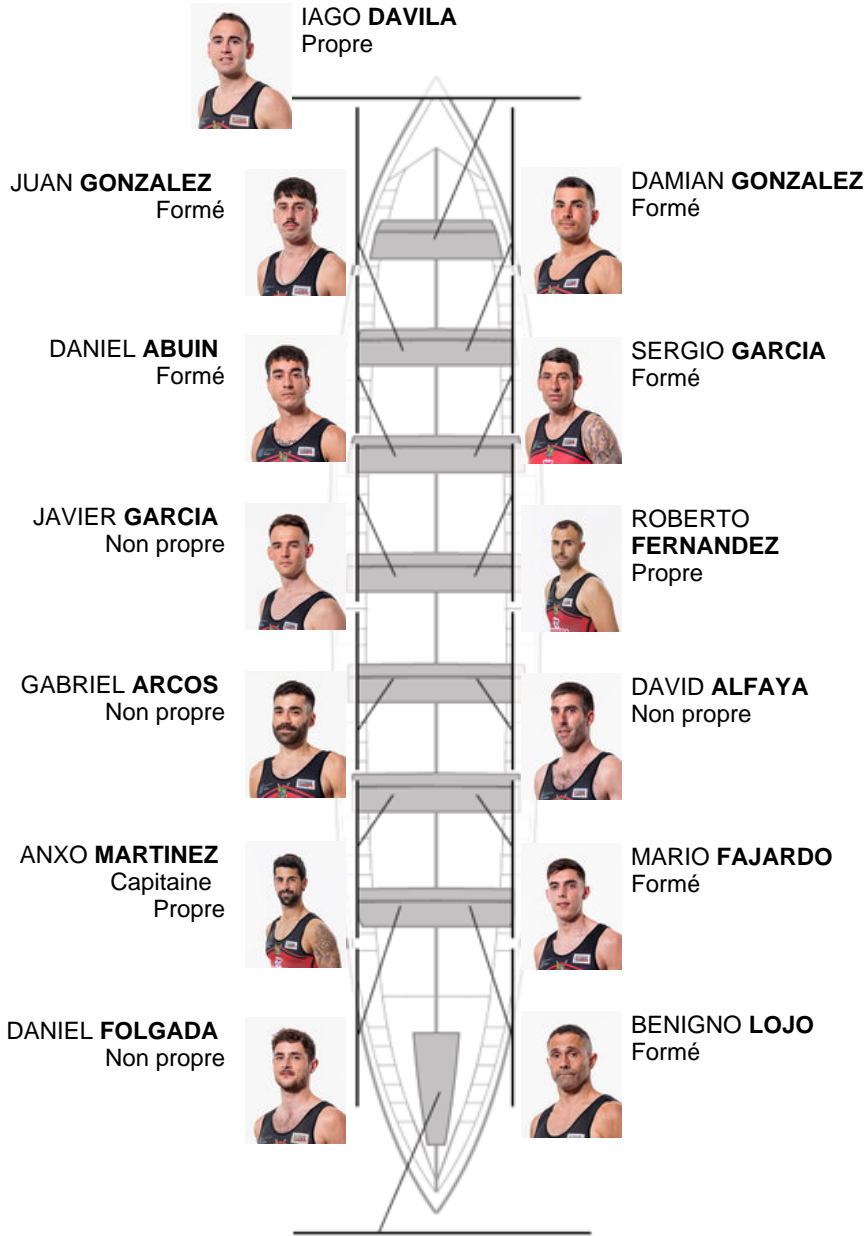 IAGO DAVILA
Propre
JUAN GONZALEZ
Formé
DAMIAN GONZALEZ
Formé
DANIEL ABUIN
Formé
SERGIO GARCIA
Formé
JAVIER GARCIA
Non propre
ROBERTO
FERNANDEZ
Propre
GABRIEL ARCOS
Non propre
DAVID ALFAYA
Non propre
ANXO MARTINEZ
Capitaine
Propre
MARIO FAJARDO
Formé
DANIEL FOLGADA
Non propre
BENIGNO LOJO
Formé